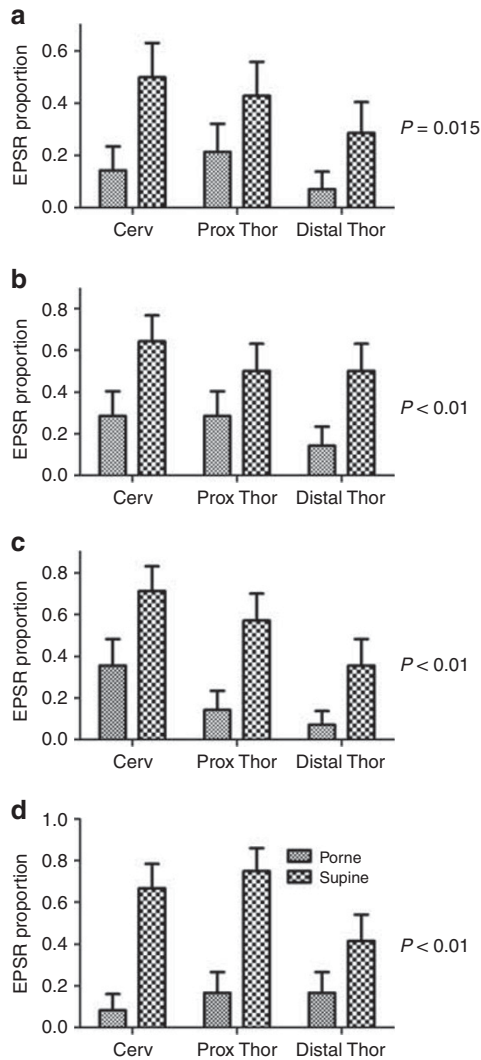 a
EPSR proportion
0.6
0.4
0.2
0.0
Cerv Prox Thor Distal Thor
P = 0.015
b
EPSR proportion
0.8
0.6
0.4
0.2
0.0
Cerv Prox Thor Distal Thor
P < 0.01
c
EPSR proportion
0.8
0.6
0.4
0.2
0.0
Cerv Prox Thor Distal Thor
P < 0.01
d
EPSR proportion
1.0
0.8
0.6
0.4
0.2
0.0
Porne
Supine
Cerv Prox Thor Distal Thor
P < 0.01